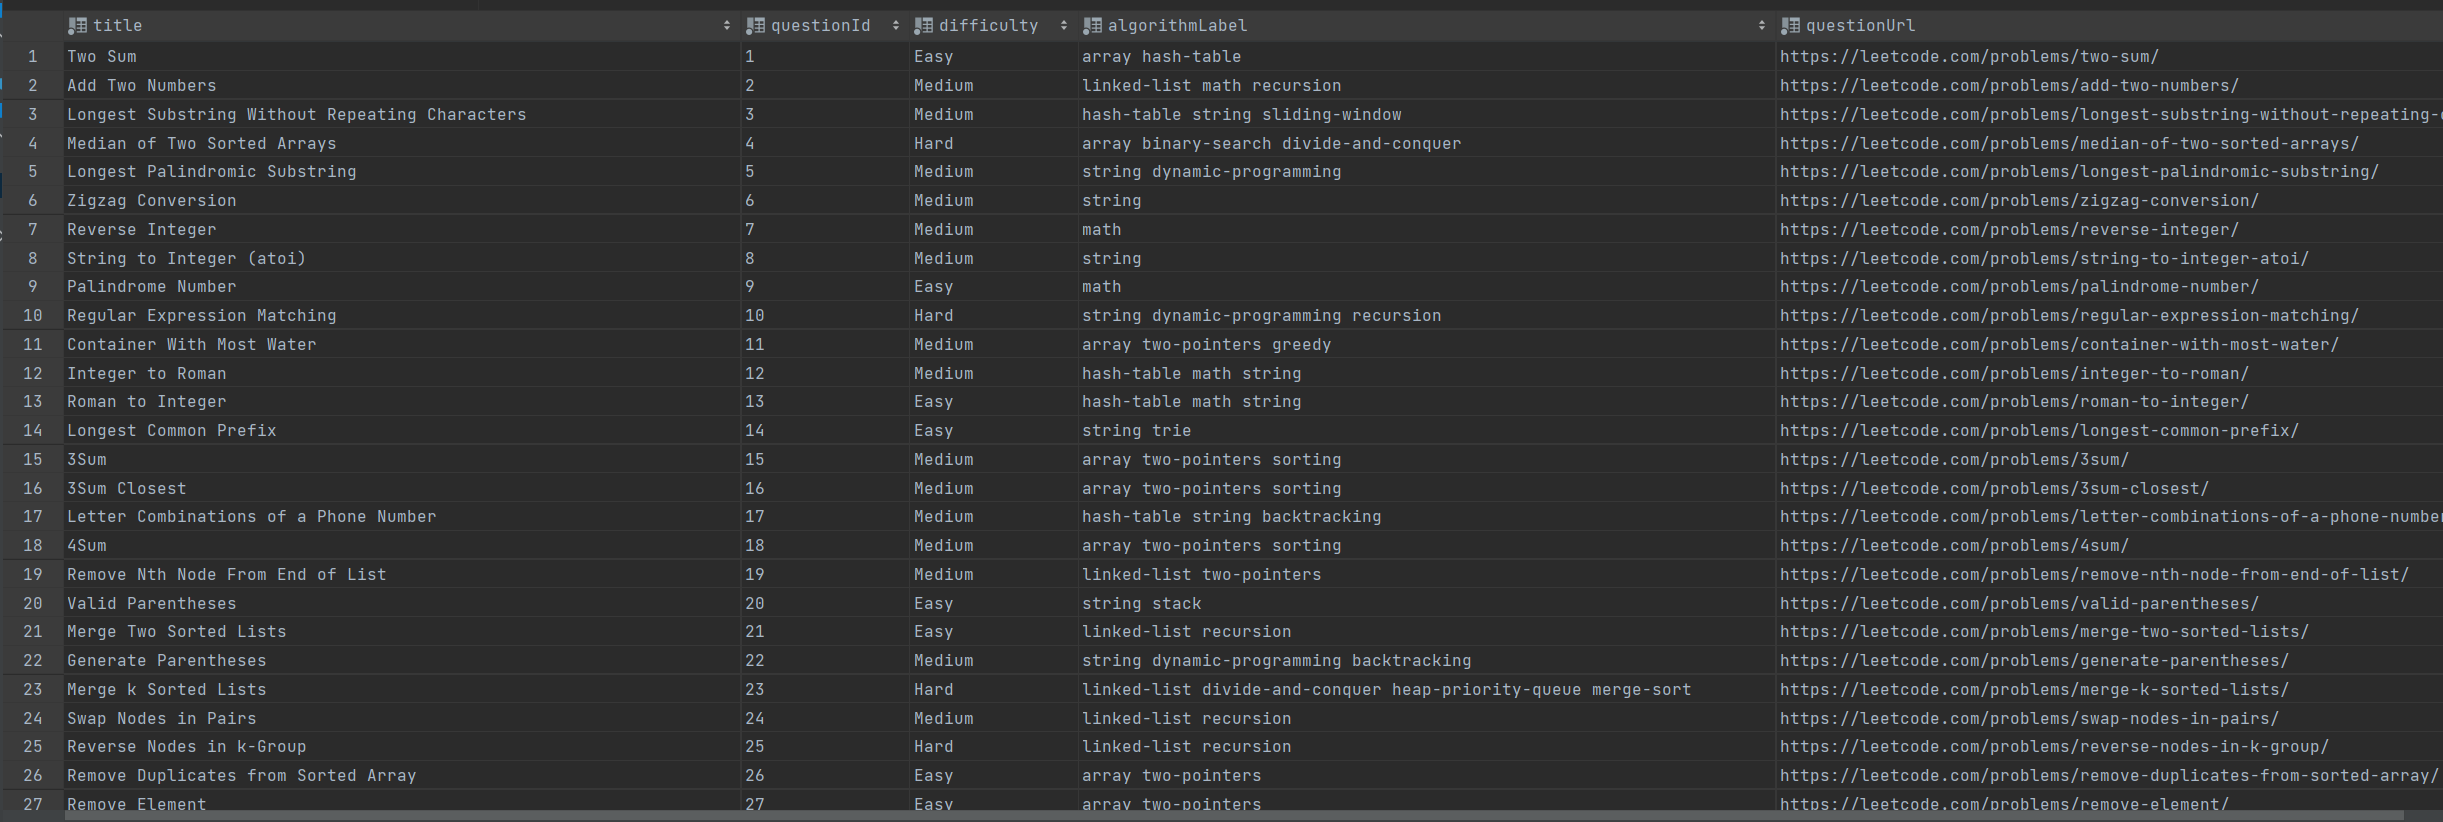 title questionId difficulty algorithmLabel questionUrl
1 Two Sum 1 Easy array hash-table https://leetcode.com/problems/two-sum/
2 Add Two Numbers 2 Medium linked-list math recursion https://leetcode.com/problems/add-two-numbers/
3 Longest Substring Without Repeating Characters 3 Medium hash-table string sliding-window https://leetcode.com/problems/longest-substring-without-repeating-
4 Median of Two Sorted Arrays 4 Hard array binary-search divide-and-conquer https://leetcode.com/problems/median-of-two-sorted-arrays/
5 Longest Palindromic Substring 5 Medium string dynamic-programming https://leetcode.com/problems/longest-palindromic-substring/
6 Zigzag Conversion 6 Medium string https://leetcode.com/problems/zigzag-conversion/
7 Reverse Integer 7 Medium math https://leetcode.com/problems/reverse-integer/
8 String to Integer (atoi) 8 Medium string https://leetcode.com/problems/string-to-integer-atoi/
9 Palindrome Number 9 Easy math https://leetcode.com/problems/palindrome-number/
10 Regular Expression Matching 10 Hard string dynamic-programming recursion https://leetcode.com/problems/regular-expression-matching/
11 Container With Most Water 11 Medium array two-pointers greedy https://leetcode.com/problems/container-with-most-water/
12 Integer to Roman 12 Medium hash-table math string https://leetcode.com/problems/integer-to-roman/
13 Roman to Integer 13 Easy hash-table math string https://leetcode.com/problems/roman-to-integer/
14 Longest Common Prefix 14 Easy string trie https://leetcode.com/problems/longest-common-prefix/
15 3Sum 15 Medium array two-pointers sorting https://leetcode.com/problems/3sum/
16 3Sum Closest 16 Medium array two-pointers sorting https://leetcode.com/problems/3sum-closest/
17 Letter Combinations of a Phone Number 17 Medium hash-table string backtracking https://leetcode.com/problems/letter-combinations-of-a-phone-number
18 4Sum 18 Medium array two-pointers sorting https://leetcode.com/problems/4sum/
19 Remove Nth Node From End of List 19 Medium linked-list two-pointers https://leetcode.com/problems/remove-nth-node-from-end-of-list/
20 Valid Parentheses 20 Easy string stack https://leetcode.com/problems/valid-parentheses/
21 Merge Two Sorted Lists 21 Easy linked-list recursion https://leetcode.com/problems/merge-two-sorted-lists/
22 Generate Parentheses 22 Medium string dynamic-programming backtracking https://leetcode.com/problems/generate-parentheses/
23 Merge k Sorted Lists 23 Hard linked-list divide-and-conquer heap-priority-queue merge-sort https://leetcode.com/problems/merge-k-sorted-lists/
24 Swap Nodes in Pairs 24 Medium linked-list recursion https://leetcode.com/problems/swap-nodes-in-pairs/
25 Reverse Nodes in k-Group 25 Hard linked-list recursion https://leetcode.com/problems/reverse-nodes-in-k-group/
26 Remove Duplicates from Sorted Array 26 Easy array two-pointers https://leetcode.com/problems/remove-duplicates-from-sorted-array/
27 Remove Element 27 Easy array two-pointers https://leetcode.com/problems/remove-element/